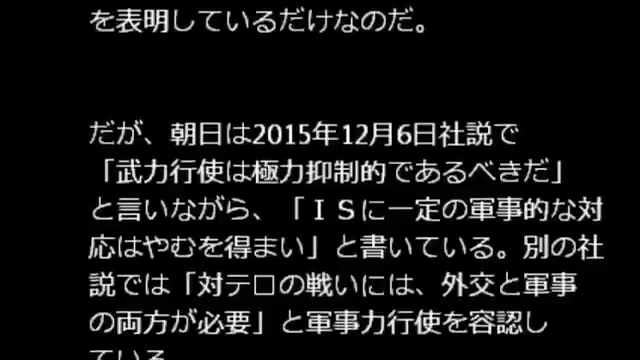 を表明しているだけなのだ。
だが、朝日は2015年12月6日社説で
「武力行使は極力抑制的であるべきだ」
と言いながら、「ＩＳに一定の軍事的な対
応はやむを得まい」と書いている。別の社
説では「対テロの戦いには、外交と軍事
の両方が必要」と軍事力行使を容認し
ている